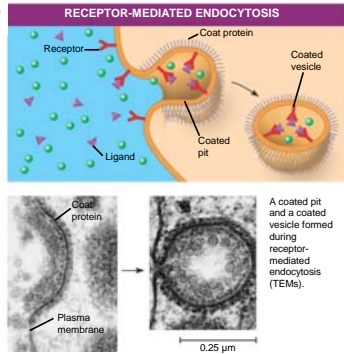 RECEPTOR-MEDIATED ENDOCYTOSIS
Coat protein
Receptor
Coated
vesicle
Coated
pit
Ligand
Coat
protein
A coated pit
and a coated
vesicle formed
during
receptor-
mediated
endocytosis
(TEMs).
Plasma
membrane
0.25 µm